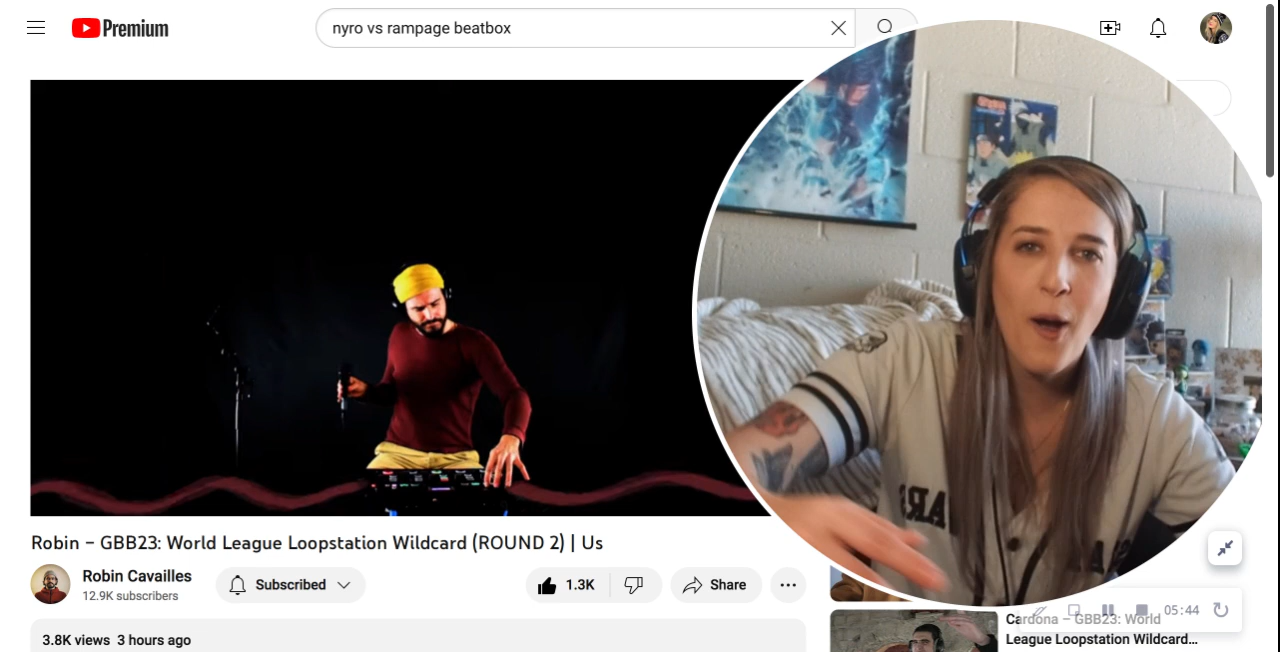 Premium
nyro vs rampage beatbox
Robin – GBB23: World League Loopstation Wildcard (ROUND 2) | Us
Robin Cavailles
12.9K subscribers
Subscribed
1.3K
Share
3.8K views 3 hours ago
05:44
Cardona – GBB23: World
League Loopstation Wildcard...